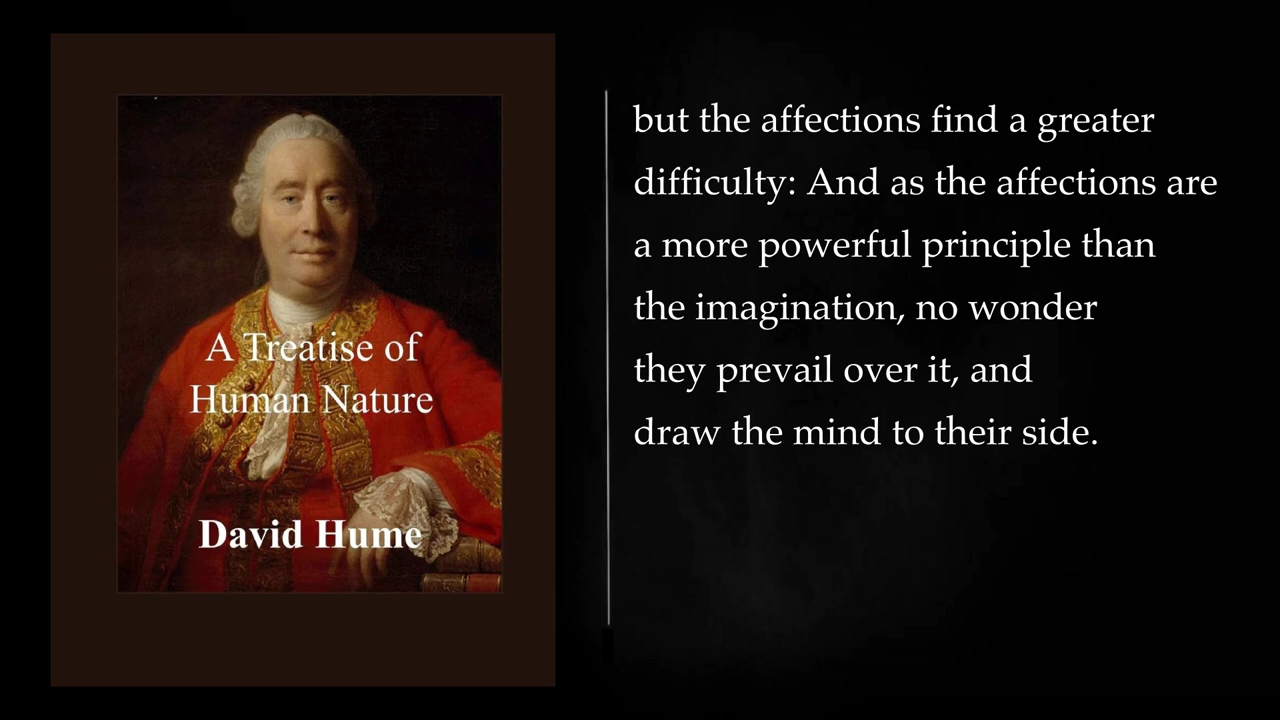 A Treatise of
Human Nature
David Hume
but the affections find a greater
difficulty: And as the affections are
a more powerful principle than
the imagination, no wonder
they prevail over it, and
draw the mind to their side.